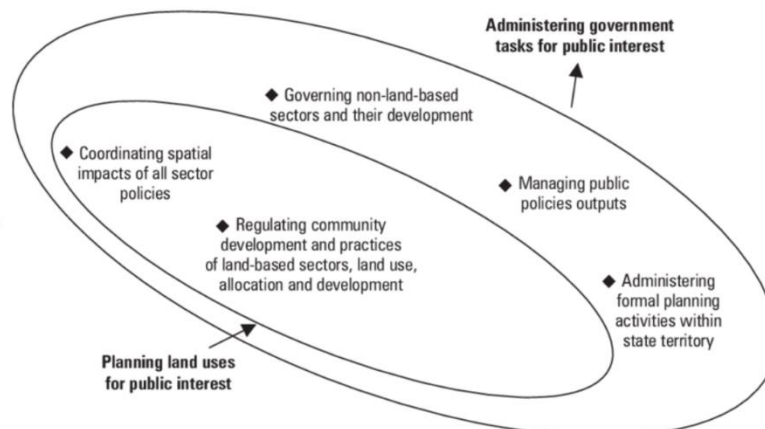 Administering government
tasks for public interest
◆ Governing non-land-based
sectors and their development
◆ Coordinating spatial
impacts of all sector
policies
◆ Managing public
policies outputs
◆ Regulating community
development and practices
of land-based sectors, land use,
allocation and development
◆ Administering
formal planning
activities within
state territory
Planning land uses
for public interest